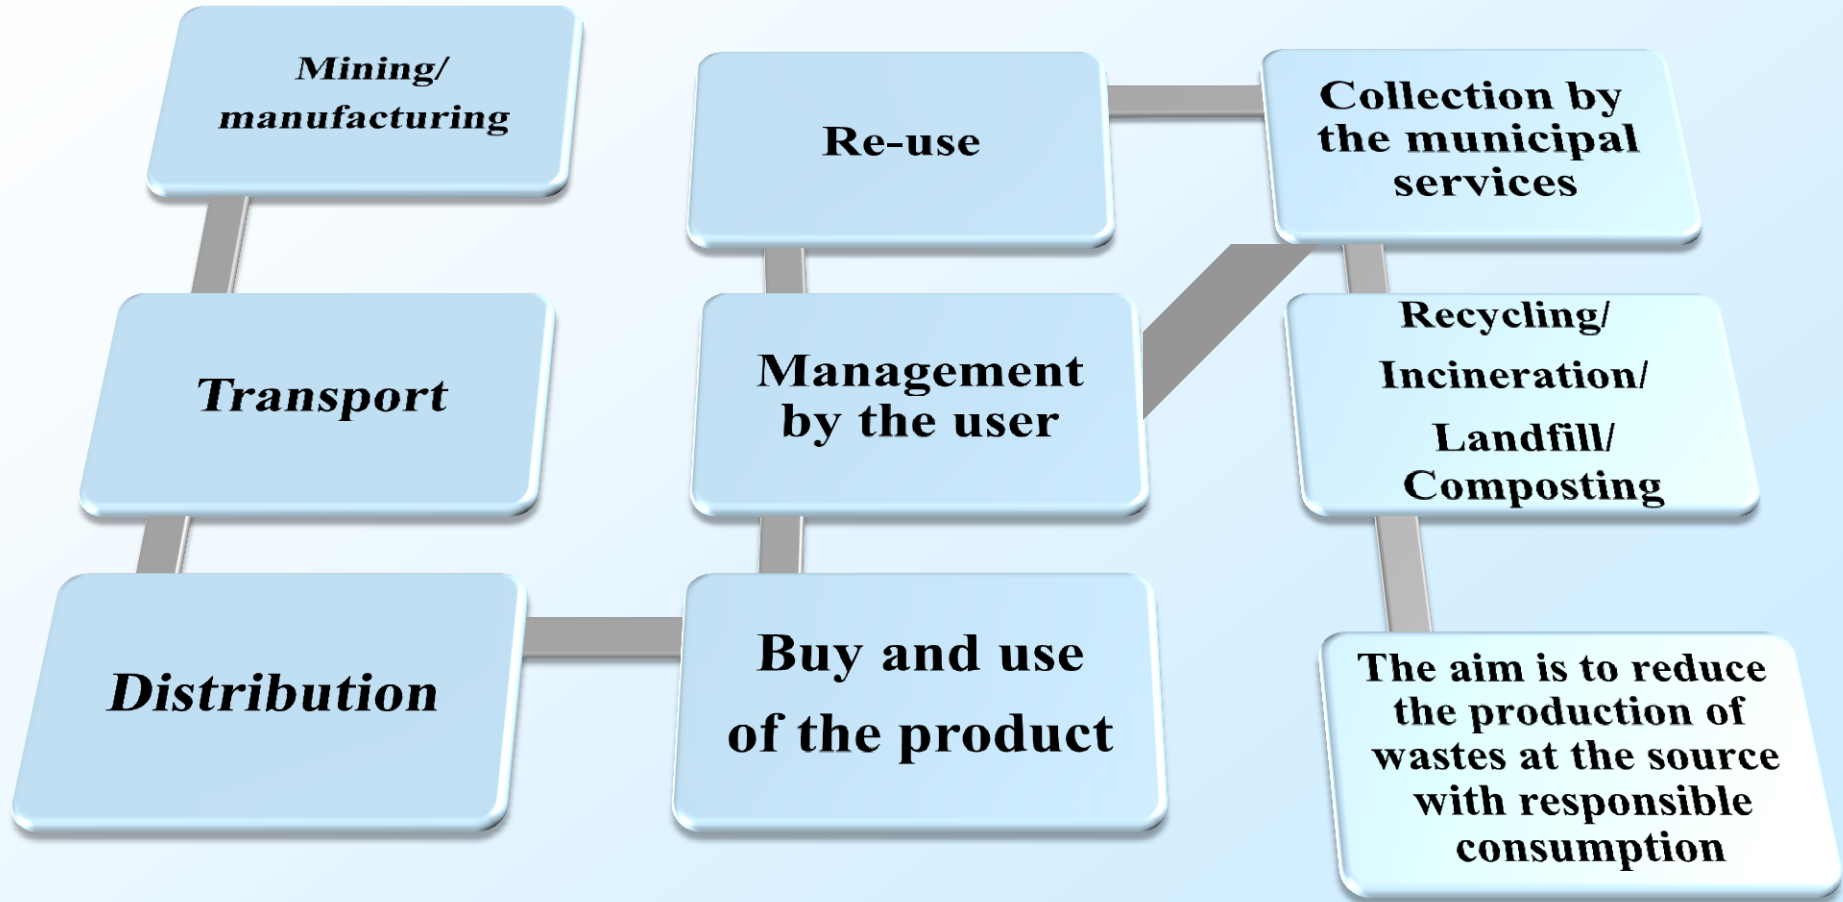 Mining/
manufacturing
Transport
Distribution
Buy and use
of the product
Management
by the user
Re-use
Collection by
the municipal
services
Recycling/
Incineration/
Landfill/
Composting
The aim is to reduce
the production of
wastes at the source
with responsible
consumption